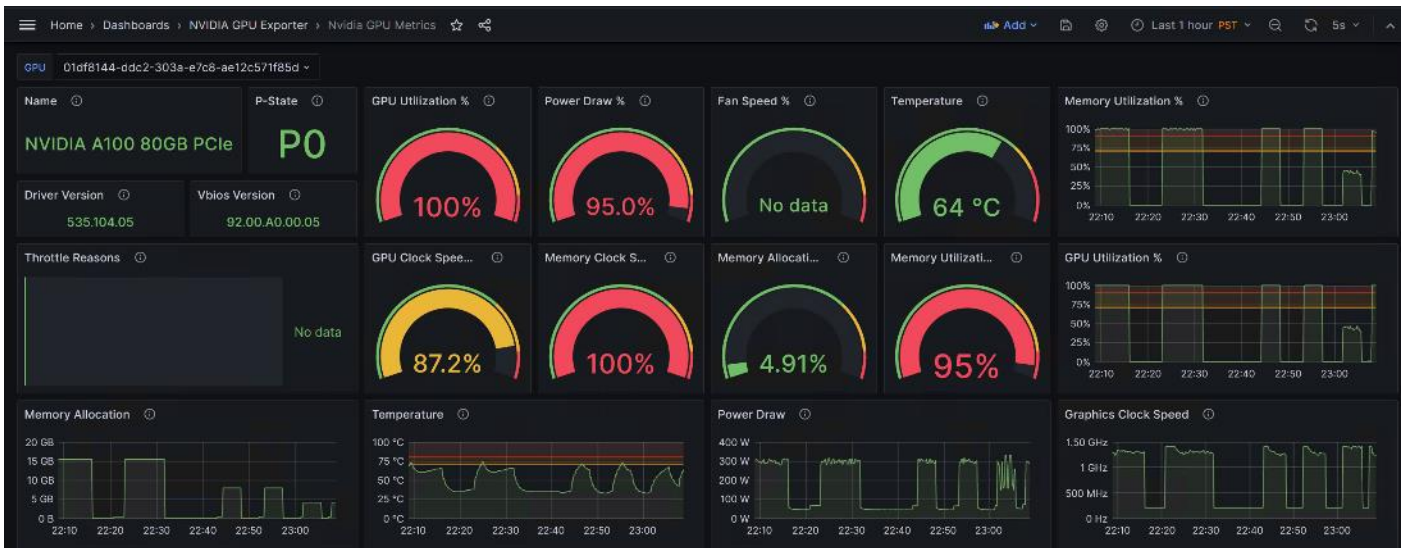 Home › Dashboards › NVIDIA GPU Exporter › Nvidia GPU Metrics
Add
Last 1 hour PST
5s
GPU 01df8144-ddc2-303a-e7c8-ae12c571f85d
Name
NVIDIA A100 80GB PCIe
P-State
P0
GPU Utilization %
100%
Power Draw %
95.0%
Fan Speed %
No data
Temperature
64 °C
Memory Utilization %
100%
75%
50%
25%
0%
22:10 22:20 22:30 22:40 22:50 23:00
Driver Version
535.104.05
Vbios Version
92.00.A0.00.05
Throttle Reasons
No data
GPU Clock Spee...
87.2%
Memory Clock S...
100%
Memory Allocati...
4.91%
Memory Utilizati...
95%
GPU Utilization %
100%
75%
50%
25%
0%
22:10 22:20 22:30 22:40 22:50 23:00
Memory Allocation
20 GB
15 GB
10 GB
5 GB
0 B
22:10 22:20 22:30 22:40 22:50 23:00
Temperature
100 °C
75 °C
50 °C
25 °C
0 °C
22:10 22:20 22:30 22:40 22:50 23:00
Power Draw
400 W
300 W
200 W
100 W
0 W
22:10 22:20 22:30 22:40 22:50 23:00
Graphics Clock Speed
1.50 GHz
1 GHz
500 MHz
0 Hz
22:10 22:20 22:30 22:40 22:50 23:00